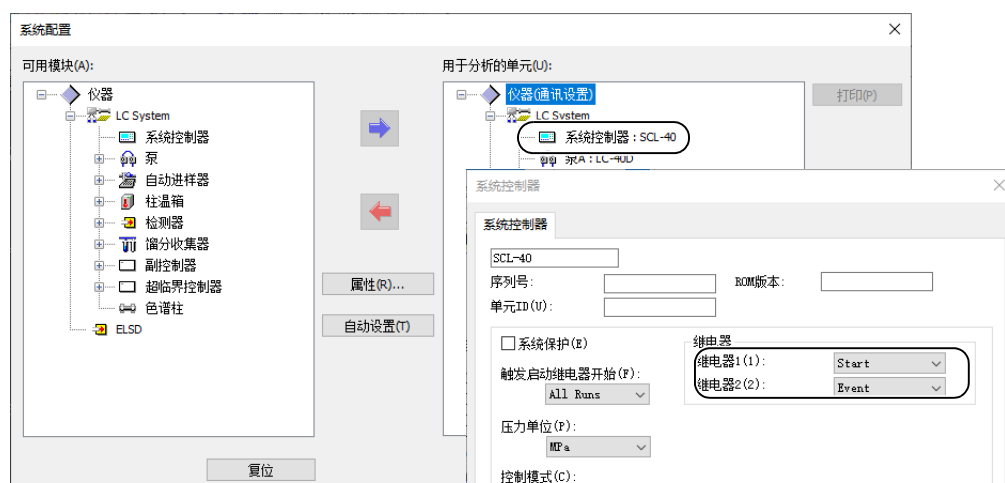 系统配置
可用模块(A):
仪器
LC System
系统控制器
泵
自动进样器
柱温箱
检测器
馏分收集器
副控制器
超临界控制器
色谱柱
ELSD
属性(R)...
自动设置(T)
复位
用于分析的单元(U):
仪器(通讯设置)
LC System
系统控制器 : SCL-40
泵A : LC-40D
打印(P)
系统控制器
系统控制器
SCL-40
序列号:
ROM版本:
单元ID(U):
系统保护(E)
触发启动继电器开始(F):
All Runs
压力单位(P):
MPa
控制模式(C):
继电器
继电器1(1):
Start
继电器2(2):
Event